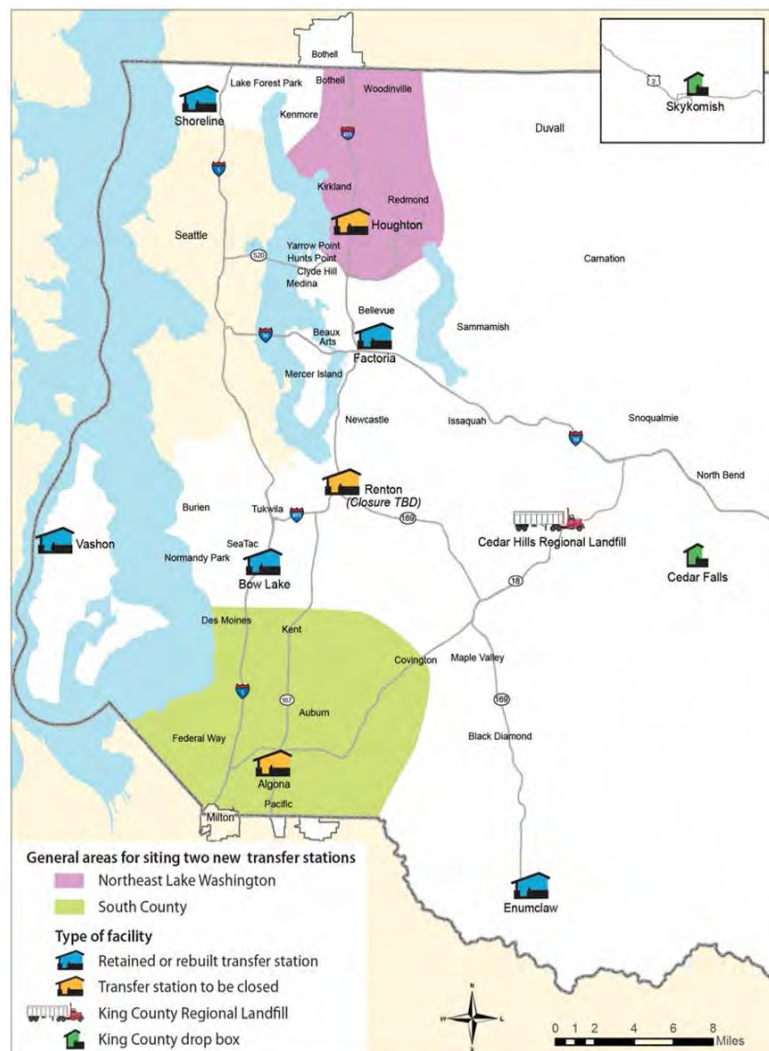 Bothell
Lake Forest Park
Bothell
Woodinville
2
Skykomish
Shoreline
Kenmore
405
Duvall
5
Kirkland
Redmond
Houghton
Seattle
Yarrow Point
Hunts Point
Clyde Hill
Medina
520
Carnation
Bellevue
Beaux
Arts
90
Factoria
Sammamish
Mercer Island
Newcastle
Issaquah
Snoqualmie
90
North Bend
Renton
(Closure TBD)
Burien
Tukwila
405
169
Cedar Hills Regional Landfill
Vashon
SeaTac
Normandy Park
Bow Lake
18
Cedar Falls
Des Moines
Kent
Covington
Maple Valley
5
167
169
Auburn
Federal Way
Black Diamond
Algona
Pacific
Milton
Enumclaw
General areas for siting two new transfer stations
Northeast Lake Washington
South County
Type of facility
Retained or rebuilt transfer station
Transfer station to be closed
King County Regional Landfill
King County drop box
N
W
S
0 1 2 4 6 8
Miles